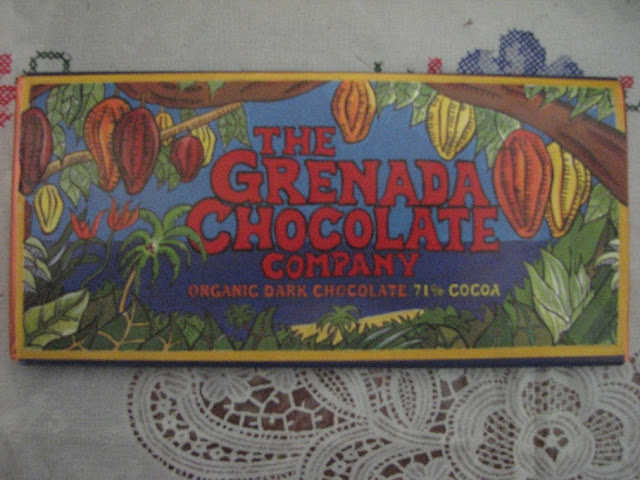 THE
GRENADA
CHOCOLATE
COMPANY
ORGANIC DARK CHOCOLATE 71% COCOA